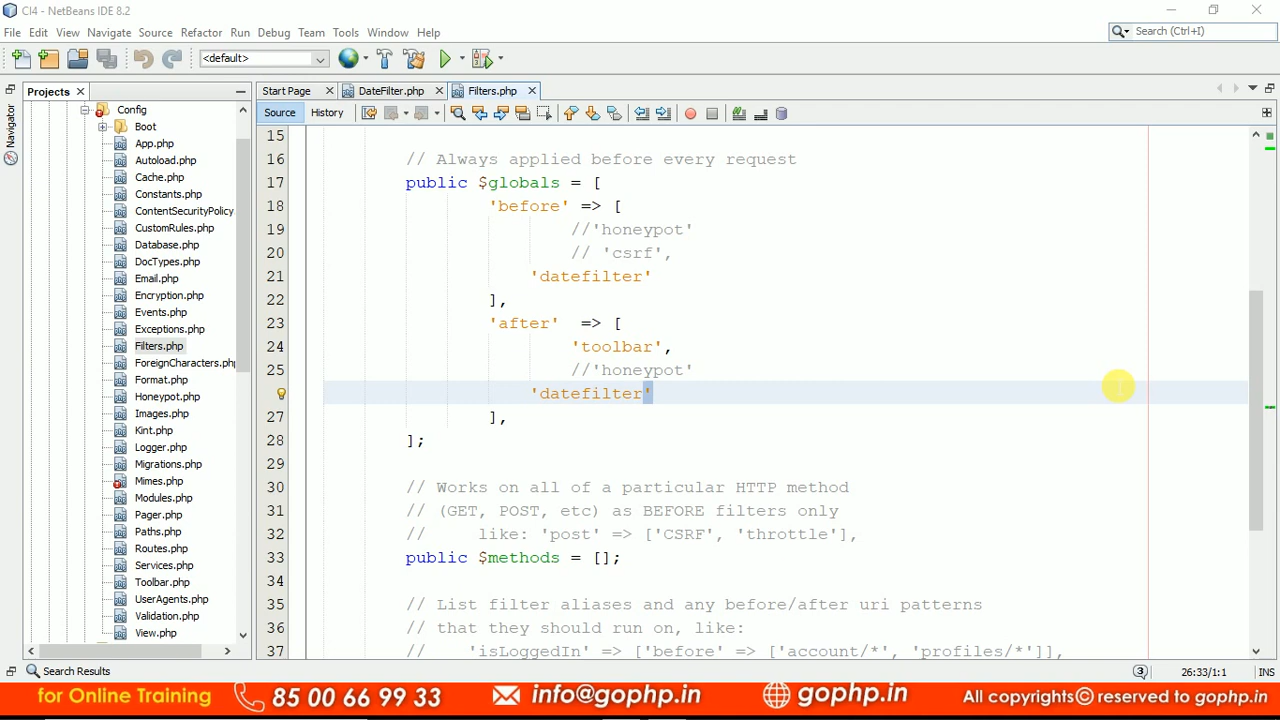 CI4 - NetBeans IDE 8.2
File Edit View Navigate Source Refactor Run Debug Team Tools Window Help
Search (Ctrl+I)
<default>
Projects
Start Page
DateFilter.php
Filters.php
Navigator
Source
History
Config
Boot
App.php
Autoload.php
Cache.php
Constants.php
ContentSecurityPolicy
CustomRules.php
Database.php
DocTypes.php
Email.php
Encryption.php
Events.php
Exceptions.php
Filters.php
ForeignCharacters.php
Format.php
Honeypot.php
Images.php
Kint.php
Logger.php
Migrations.php
Mimes.php
Modules.php
Pager.php
Paths.php
Routes.php
Services.php
Toolbar.php
UserAgents.php
Validation.php
View.php
15
16 // Always applied before every request
17 public $globals = [
18 'before' => [
19 //'honeypot'
20 // 'csrf',
21 'datefilter'
22 ],
23 'after' => [
24 'toolbar',
25 //'honeypot'
'datefilter'
27 ],
28 ];
29
30 // Works on all of a particular HTTP method
31 // (GET, POST, etc) as BEFORE filters only
32 // like: 'post' => ['CSRF', 'throttle'],
33 public $methods = [];
34
35 // List filter aliases and any before/after uri patterns
36 // that they should run on, like:
37 // 'isLoggedIn' => ['before' => ['account/*', 'profiles/*']],
Search Results
3
26:33/1:1
INS
for Online Training 85 00 66 99 33 info@gophp.in gophp.in All copyrights© reserved to gophp.in